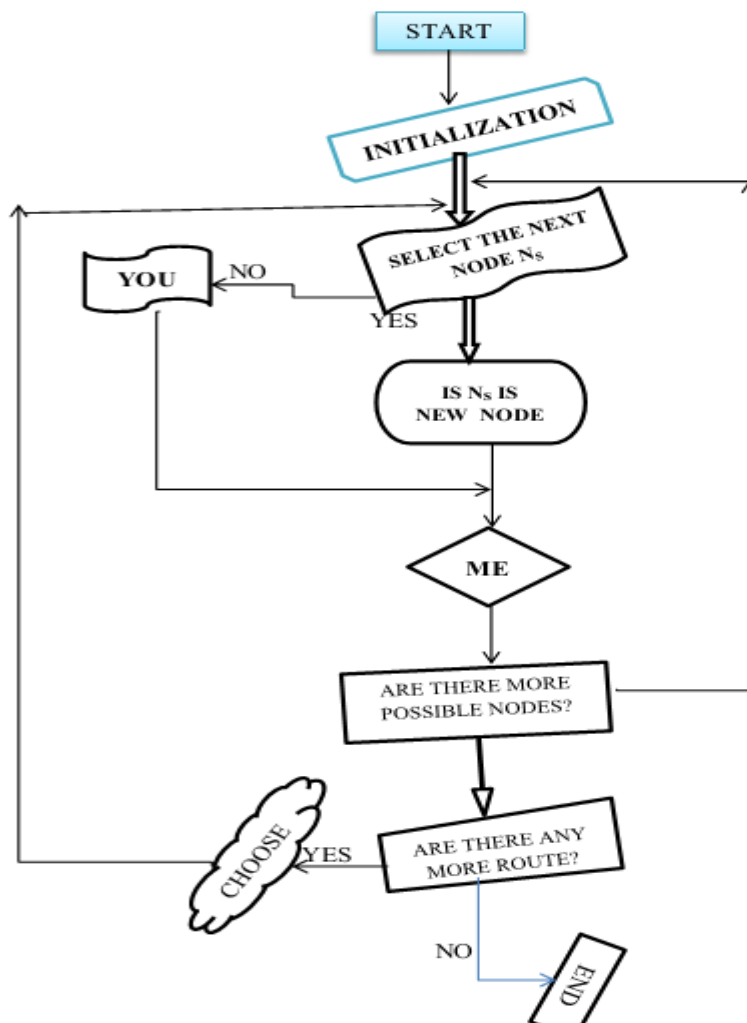 START
INITIALIZATION
SELECT THE NEXT
NODE NS
NO
YOU
YES
IS NS IS
NEW NODE
ME
ARE THERE MORE
POSSIBLE NODES?
ARE THERE ANY
MORE ROUTE?
YES
CHOOSE
NO
END